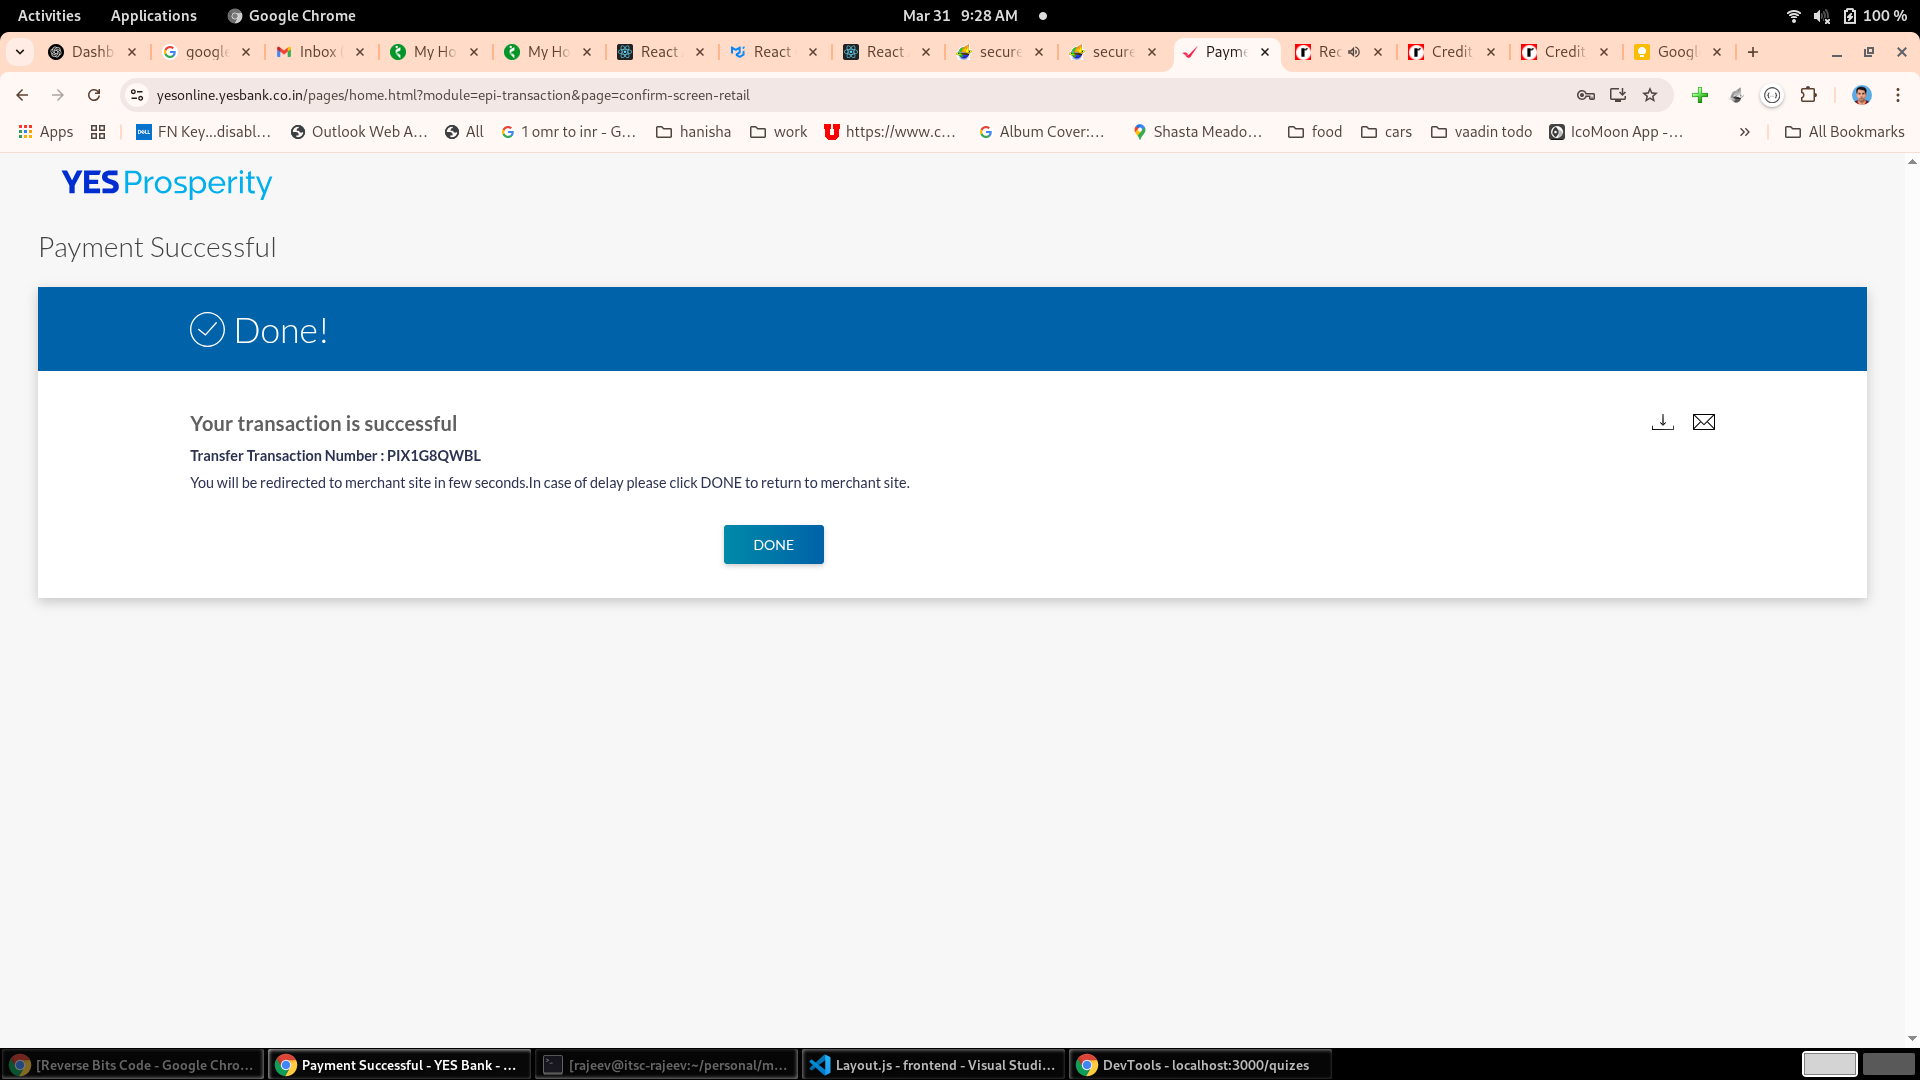 Activities Applications Google Chrome Mar 31 9:28 AM 100 %
Dashb google Inbox My Ho My Ho React React React secure secure Payme Rec Credit Credit Googl
yesonline.yesbank.co.in/pages/home.html?module=epi-transaction&page=confirm-screen-retail
Apps FN Key...disabl... Outlook Web A... All 1 omr to inr - G... hanisha work https://www.c... Album Cover:... Shasta Meado... food cars vaadin todo IcoMoon App -... » All Bookmarks
YES Prosperity
Payment Successful
Done!
Your transaction is successful
Transfer Transaction Number : PIX1G8QWBL
You will be redirected to merchant site in few seconds.In case of delay please click DONE to return to merchant site.
DONE
[Reverse Bits Code - Google Chro... Payment Successful - YES Bank - ... [rajeev@itsc-rajeev:~/personal/m... Layout.js - frontend - Visual Studi... DevTools - localhost:3000/quizes